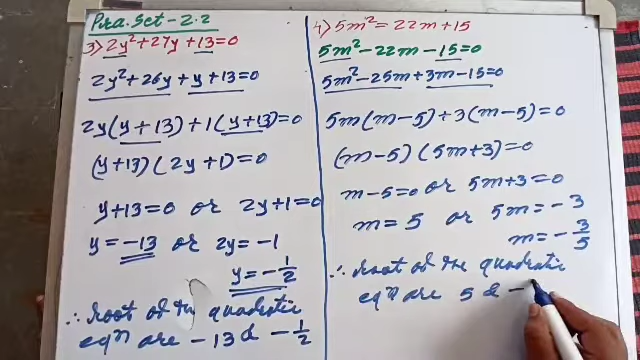 Pra. Set-2.2
3) 2y²+27y+13=0
2y²+26y+y+13=0
2y(y+13)+1(y+13)=0
(y+13)(2y+1)=0
y+13=0 or 2y+1=0
y=-13 or 2y=-1
y=-1/2
∴ root of the quadratic
eqⁿ are -13 & -1/2
4) 5m²=22m+15
5m²-22m-15=0
5m²-25m+3m-15=0
5m(m-5)+3(m-5)=0
(m-5)(5m+3)=0
m-5=0 or 5m+3=0
m=5 or 5m=-3
m=-3/5
∴ root of the quadratic
eqⁿ are 5 & -